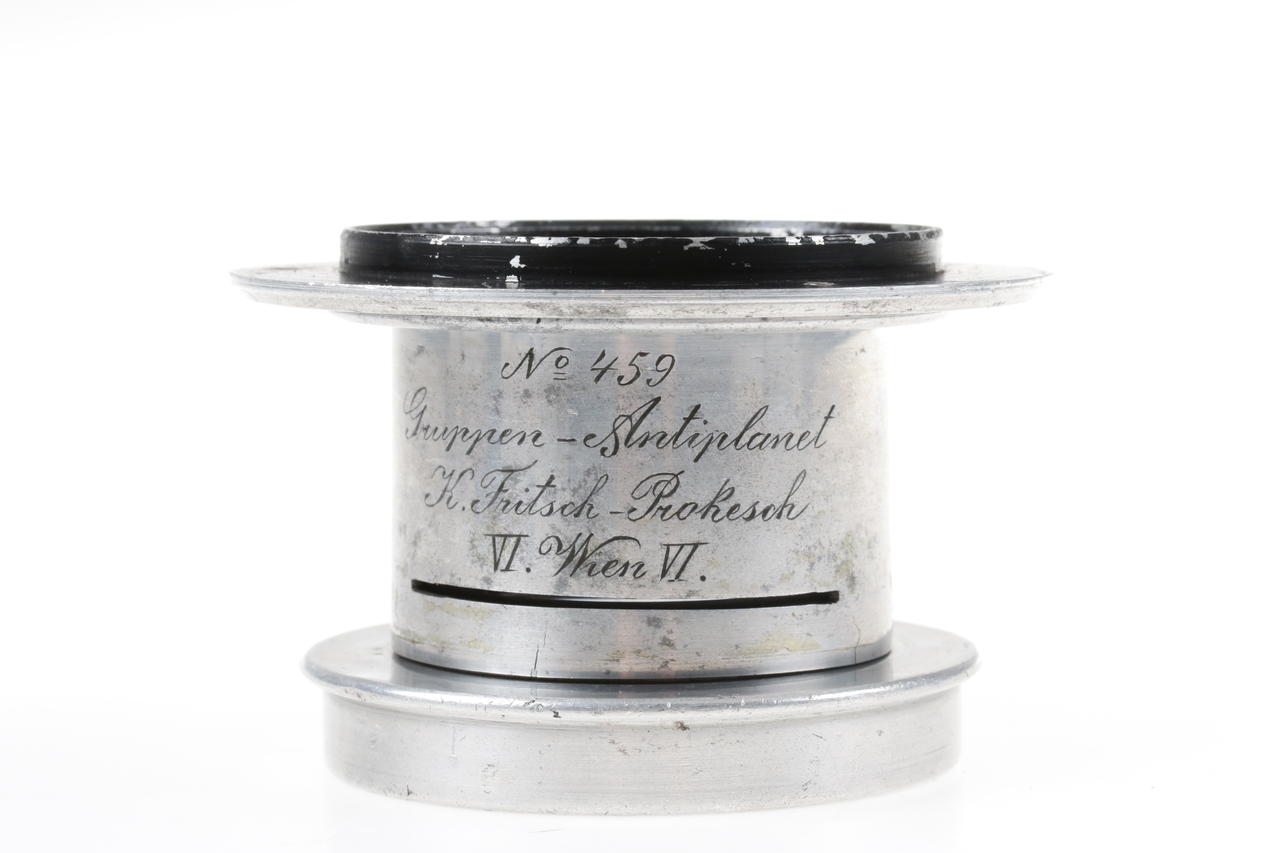 Nº 459
Gruppen-Antiplanet
K. Fritsch-Prokesch
VI. Wien VI.